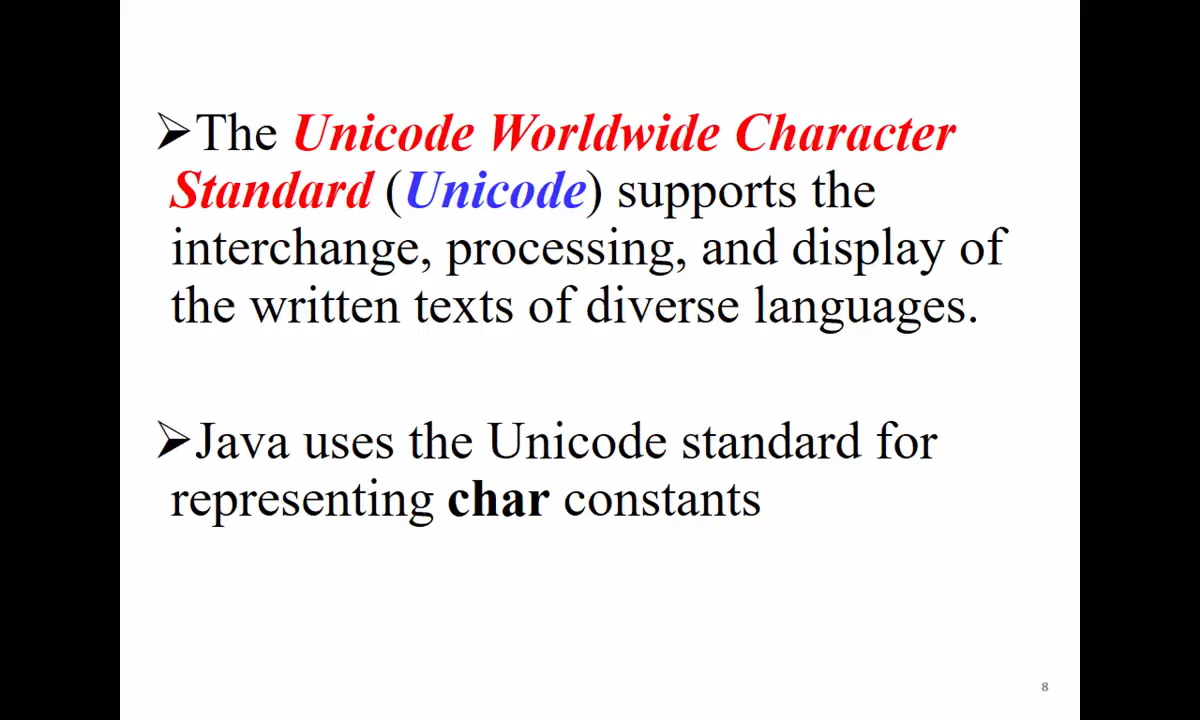 ➢The Unicode Worldwide Character
Standard (Unicode) supports the
interchange, processing, and display of
the written texts of diverse languages.
➢Java uses the Unicode standard for
representing char constants
8